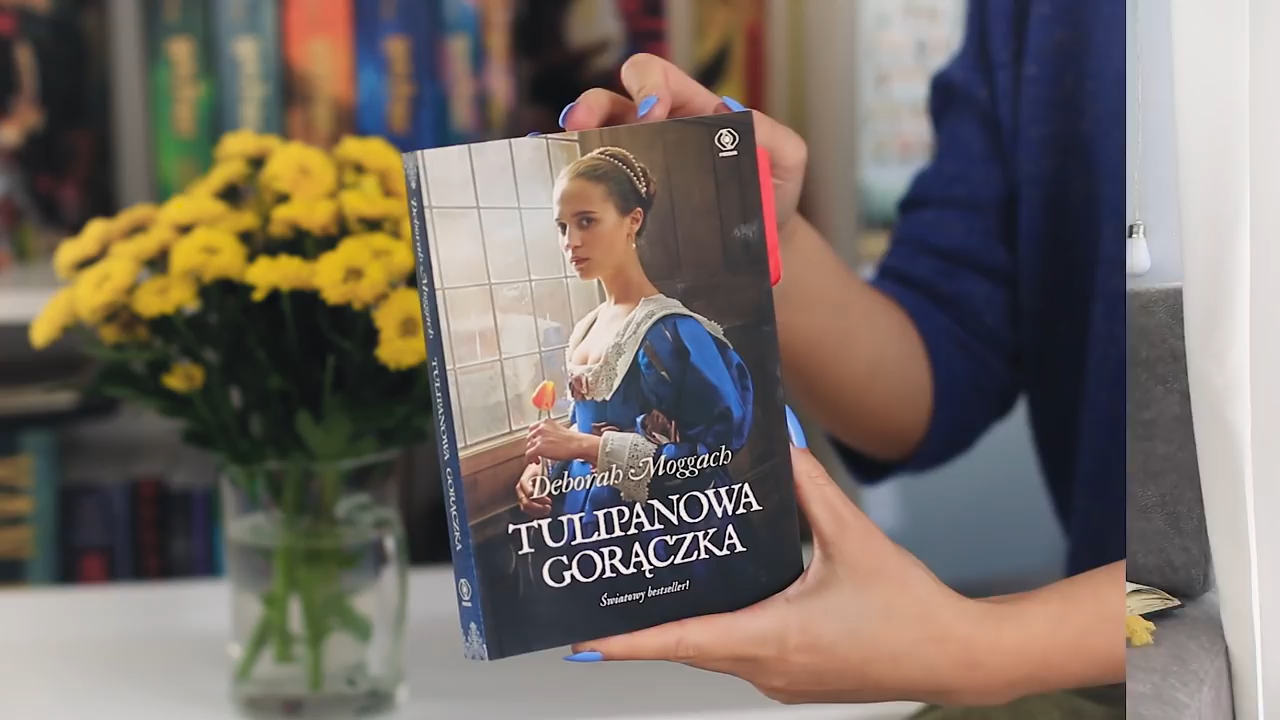 Deborah Moggach
TULIPANOWA
GORĄCZKA
Światowy bestseller!
Deborah Moggach TULIPANOWA GORĄCZKA